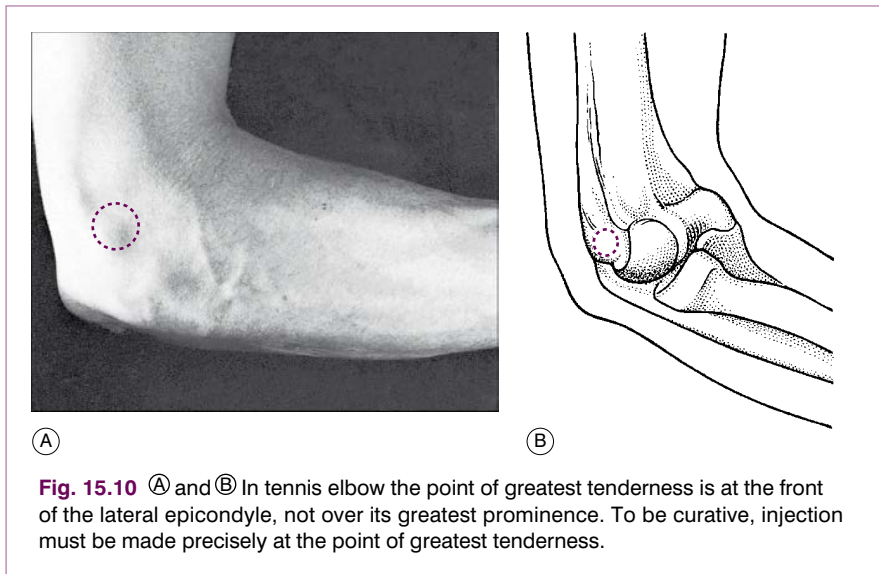 A
B
Fig. 15.10 A and B In tennis elbow the point of greatest tenderness is at the front
of the lateral epicondyle, not over its greatest prominence. To be curative, injection
must be made precisely at the point of greatest tenderness.